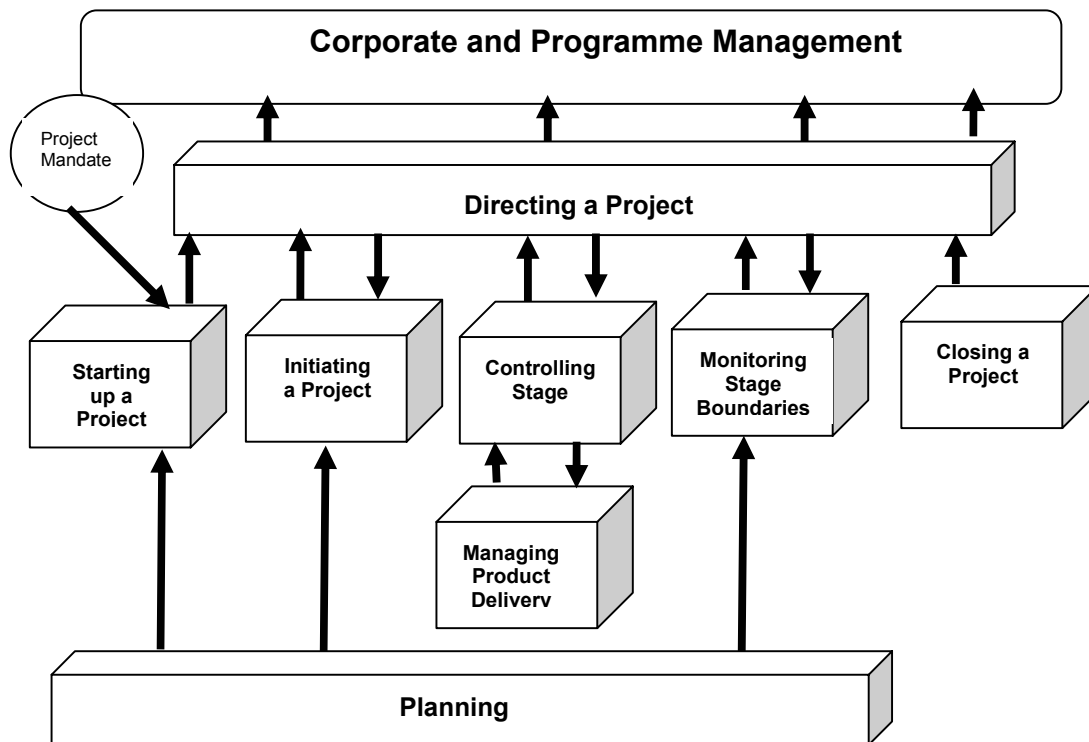 Corporate and Programme Management
Project
Mandate
Directing a Project
Starting
up a
Project
Initiating
a Project
Controlling
Stage
Monitoring
Stage
Boundaries
Closing a
Project
Managing
Product
Delivery
Planning